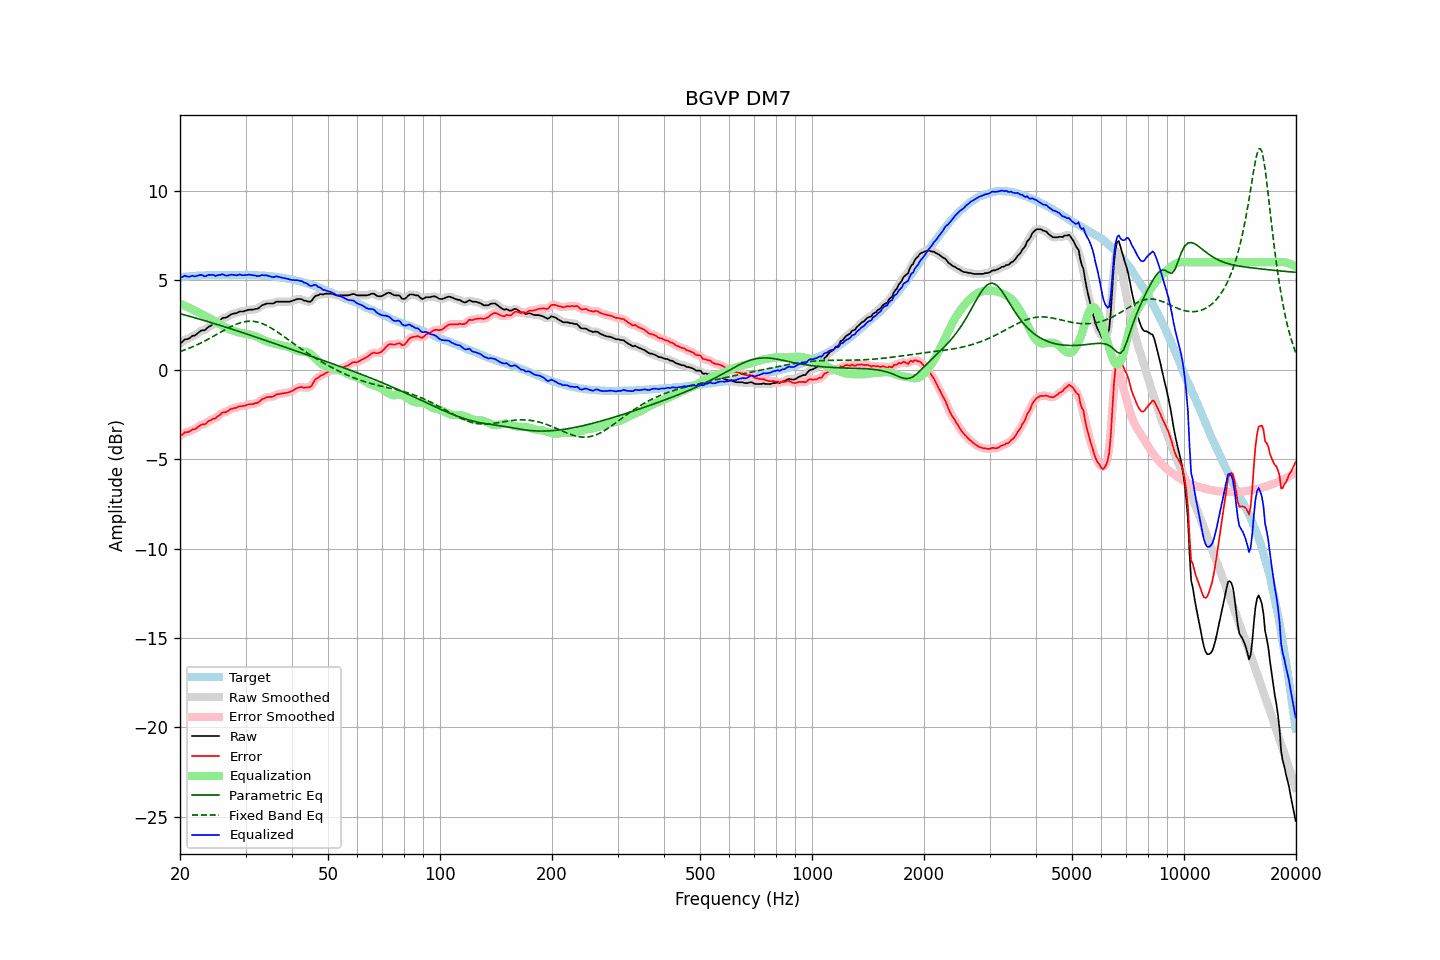 BGVP DM7
Amplitude (dBr)
10
5
0
−5
−10
−15
−20
−25
Target
Raw Smoothed
Error Smoothed
Raw
Error
Equalization
Parametric Eq
Fixed Band Eq
Equalized
20 50 100 200 500 1000 2000 5000 10000 20000
Frequency (Hz)